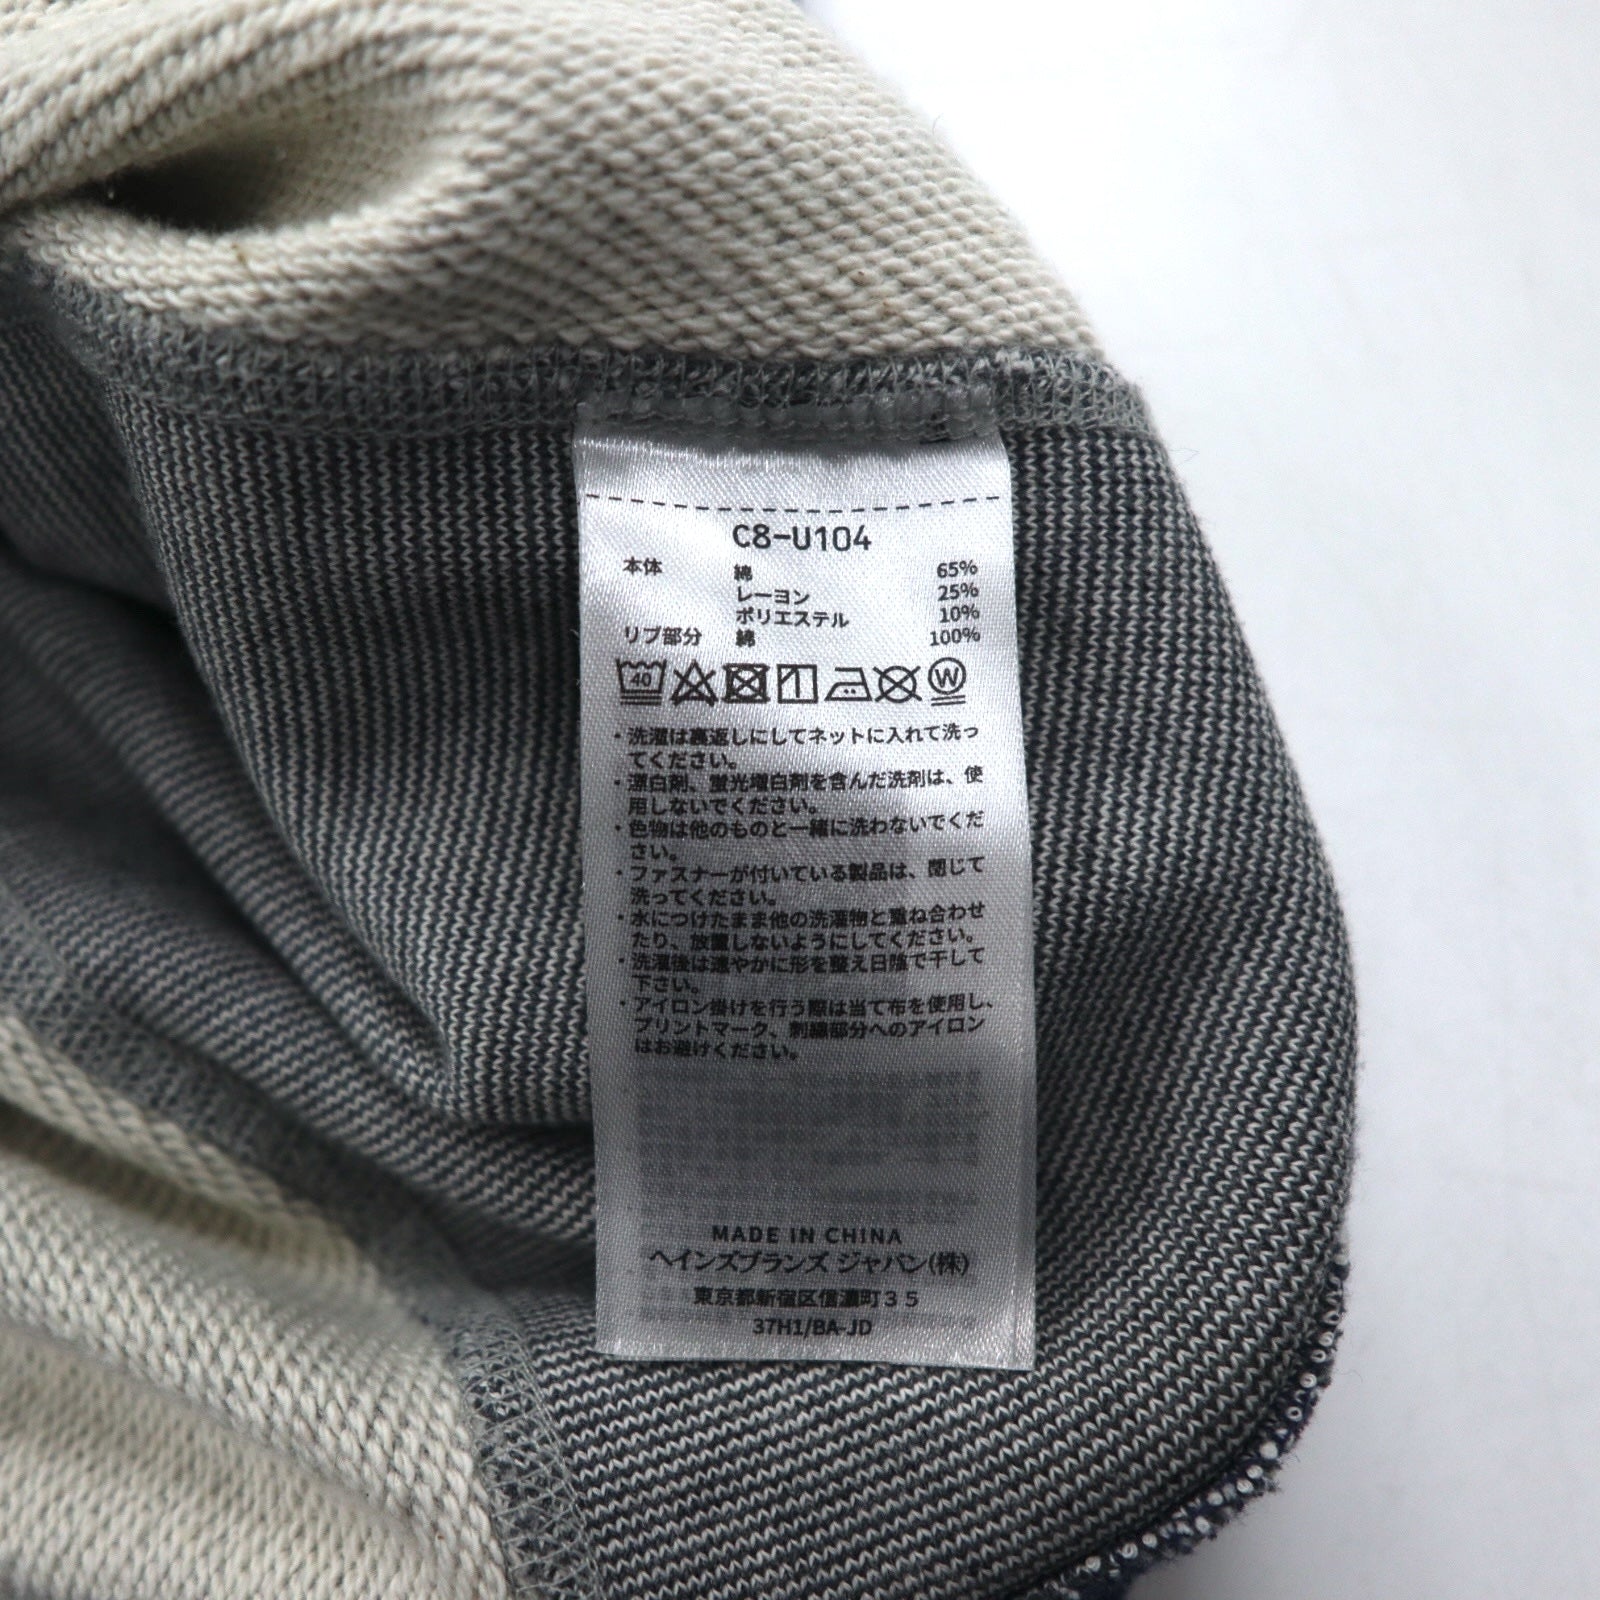 C8-U104
本体 綿 65%
レーヨン 25%
ポリエステル 10%
リブ部分 綿 100%
40 W
・洗濯は裏返しにしてネットに入れて洗っ
てください。
・漂白剤、蛍光増白剤を含んだ洗剤は、使
用しないでください。
・色物は他のものと一緒に洗わないでくだ
さい。
・ファスナーが付いている製品は、閉じて
洗ってください。
・水につけたまま他の洗濯物と重ね合わせ
たり、放置しないようにしてください。
・洗濯後は速やかに形を整え日陰で干して
下さい。
・アイロン掛けを行う際は当て布を使用し、
プリントマーク、刺繍部分へのアイロン
はお避けください。
MADE IN CHINA
ヘインズブランズ ジャパン(株)
東京都新宿区信濃町35
37H1/BA-JD